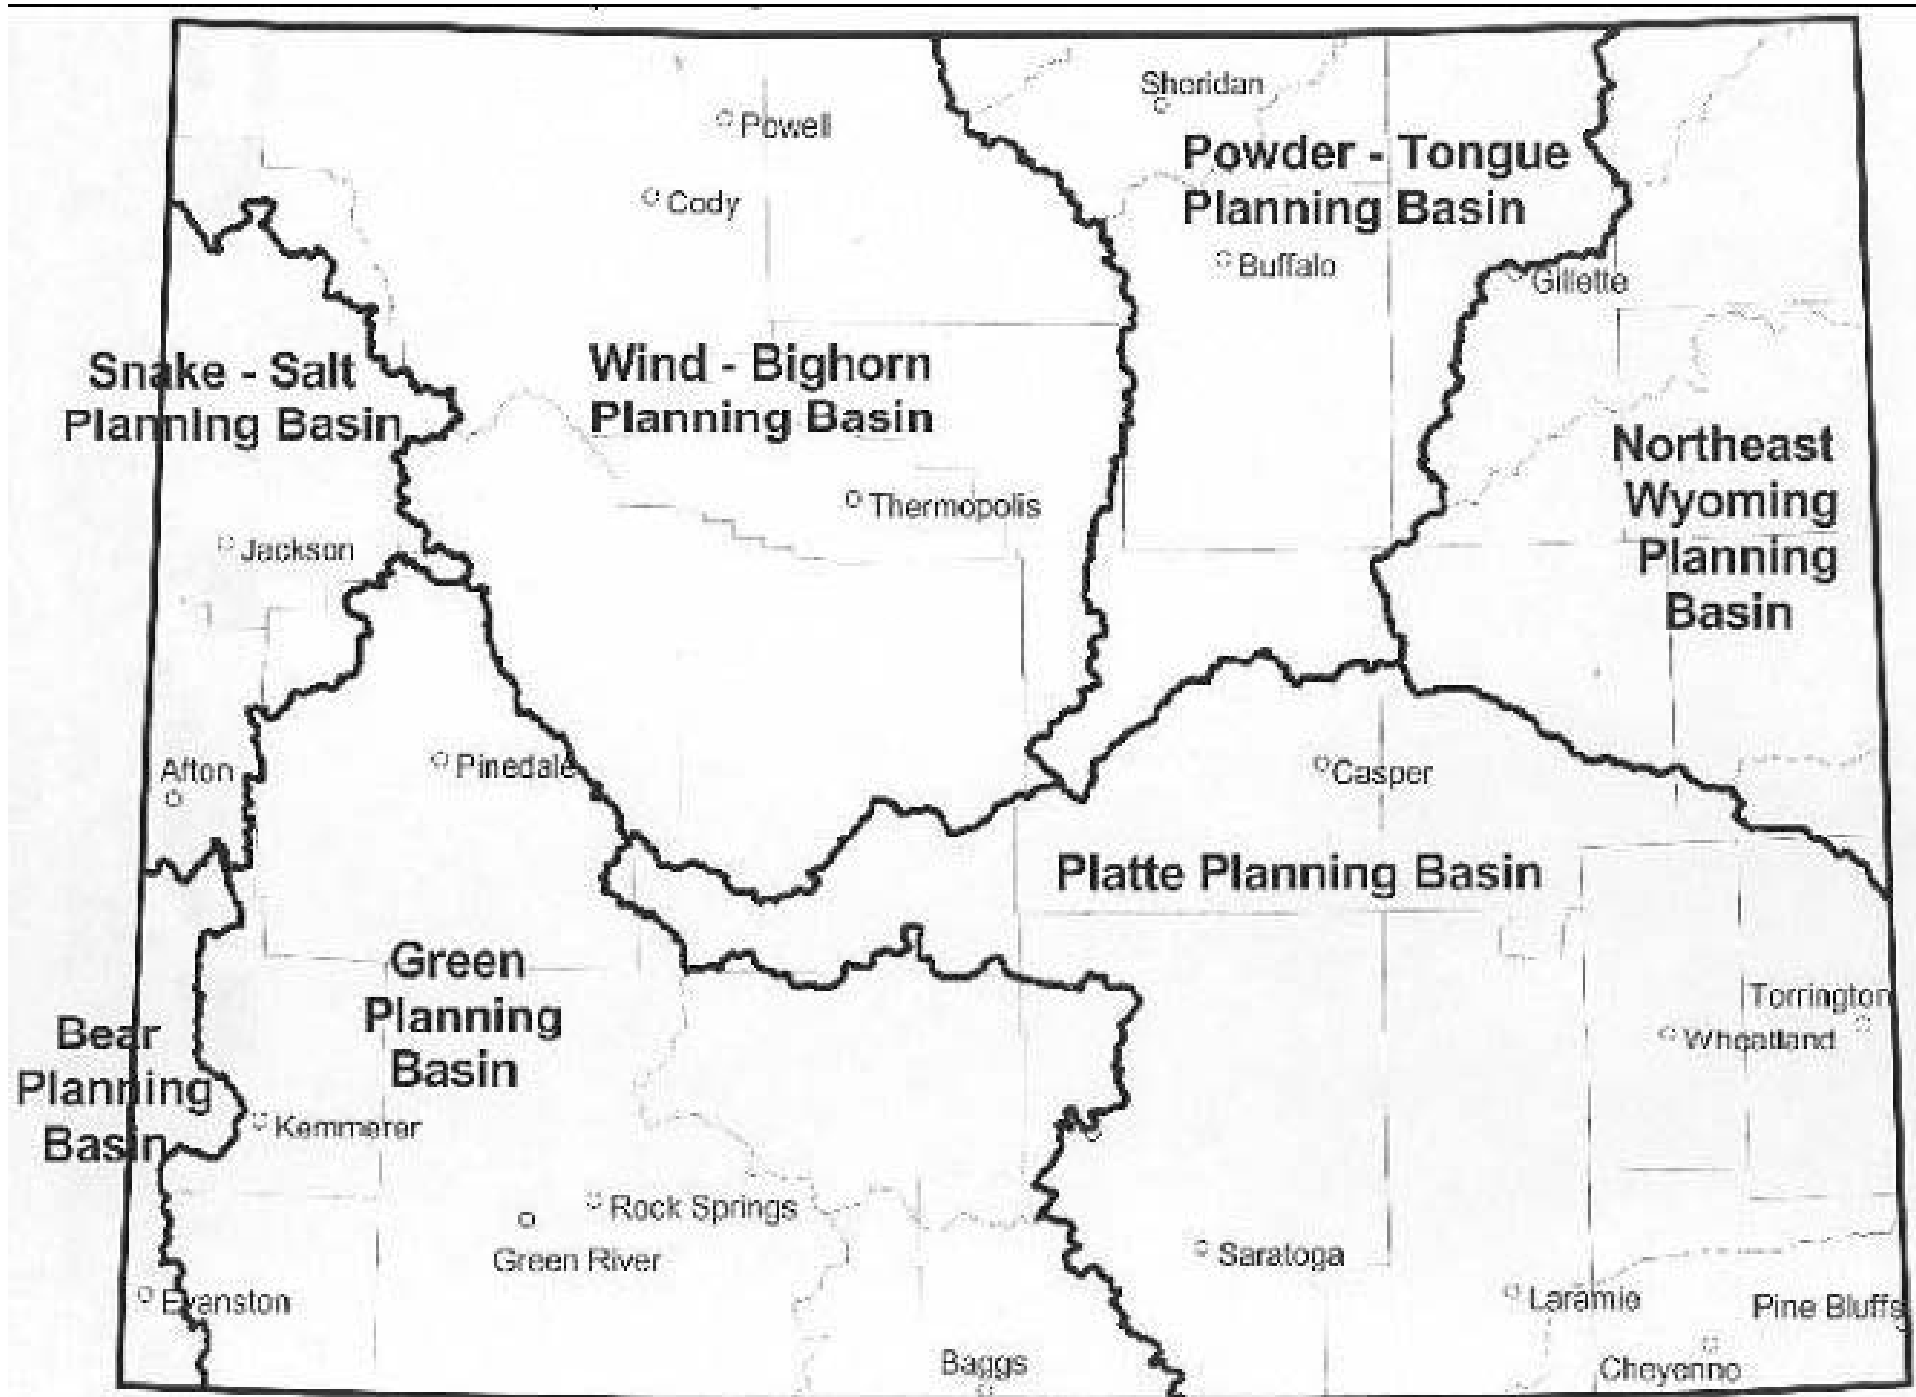 Sheridan
Powell
Powder - Tongue
Planning Basin
Cody
Buffalo
Gillette
Snake - Salt
Planning Basin
Wind - Bighorn
Planning Basin
Northeast
Wyoming
Planning
Basin
Thermopolis
Jackson
Afton
Pinedale
Casper
Platte Planning Basin
Green
Planning
Basin
Torrington
Wheatland
Bear
Planning
Basin
Kemmerer
Rock Springs
Green River
Saratoga
Evanston
Laramie
Pine Bluffs
Baggs
Cheyenne